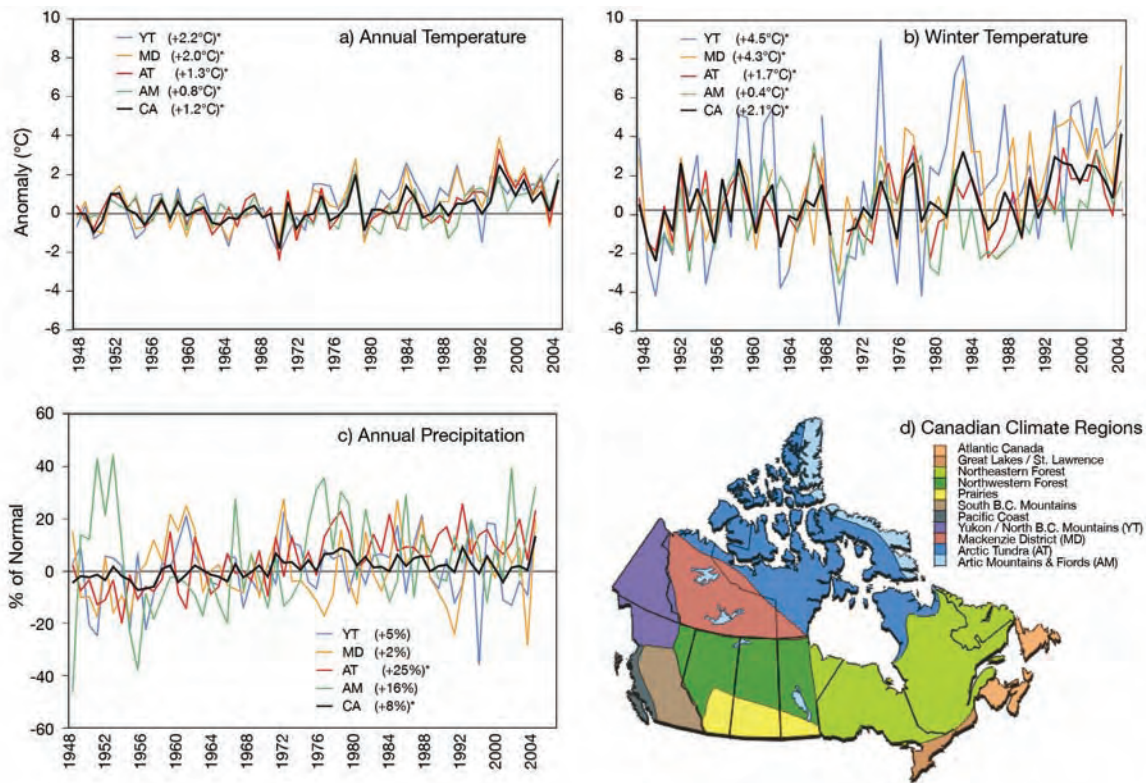 a) Annual Temperature
YT (+2.2°C)*
MD (+2.0°C)*
AT (+1.3°C)*
AM (+0.8°C)*
CA (+1.2°C)*
Anomaly (°C)
10
8
6
4
2
0
-2
-4
-6
1948
1952
1956
1960
1964
1968
1972
1976
1980
1984
1988
1992
2000
2004
b) Winter Temperature
YT (+4.5°C)*
MD (+4.3°C)*
AT (+1.7°C)*
AM (+0.4°C)*
CA (+2.1°C)*
10
8
6
4
2
0
-2
-4
-6
1948
1952
1956
1960
1964
1968
1972
1976
1980
1984
1988
1992
2000
2004
c) Annual Precipitation
% of Normal
60
40
20
0
-20
-40
-60
YT (+5%)
MD (+2%)
AT (+25%)*
AM (+16%)
CA (+8%)*
1948
1952
1956
1960
1964
1968
1972
1976
1980
1984
1988
1992
2000
2004
d) Canadian Climate Regions
Atlantic Canada
Great Lakes / St. Lawrence
Northeastern Forest
Northwestern Forest
Prairies
South B.C. Mountains
Pacific Coast
Yukon / North B.C. Mountains (YT)
Mackenzie District (MD)
Arctic Tundra (AT)
Artic Mountains & Fiords (AM)